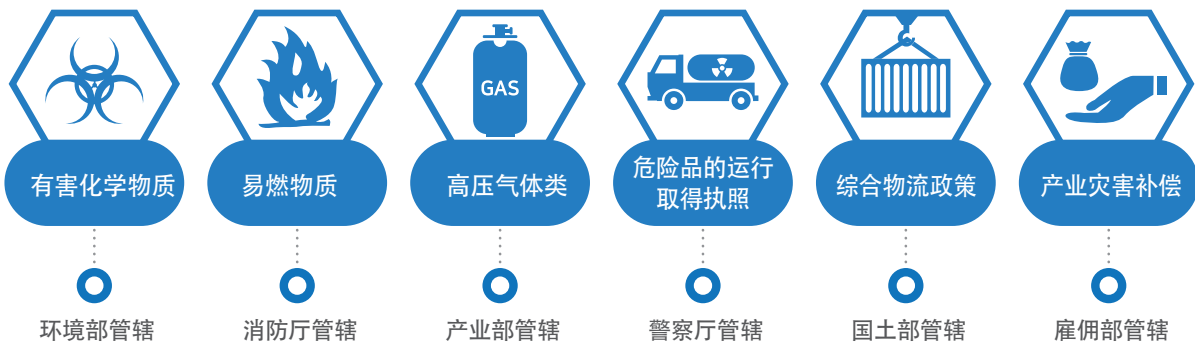 GAS
有害化学物质
易燃物质
高压气体类
危险品的运行
取得执照
综合物流政策
产业灾害补偿
环境部管辖
消防厅管辖
产业部管辖
警察厅管辖
国土部管辖
雇佣部管辖